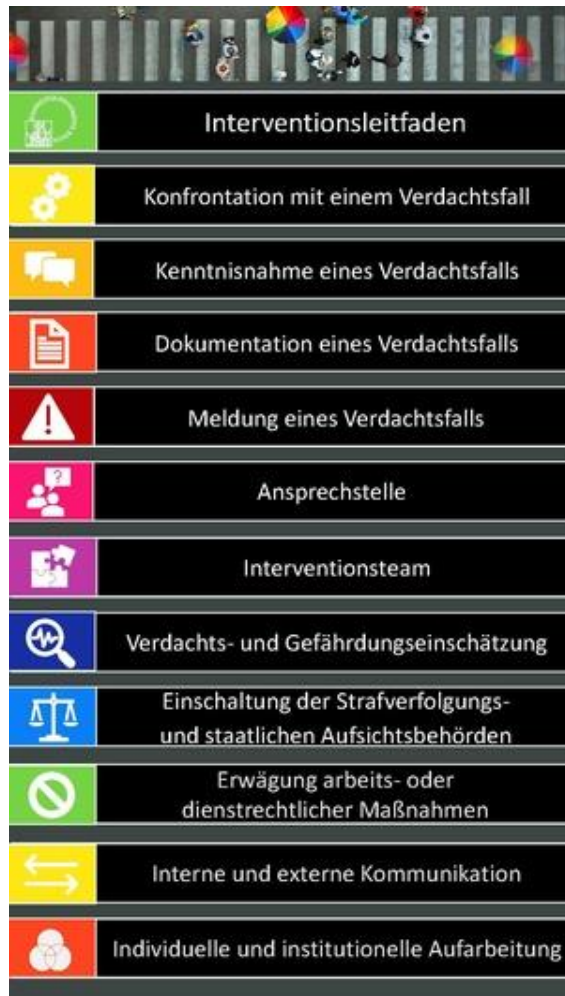 Interventionsleitfaden
Konfrontation mit einem Verdachtsfall
Kenntnisnahme eines Verdachtsfalls
Dokumentation eines Verdachtsfalls
Meldung eines Verdachtsfalls
?
Ansprechstelle
Interventionsteam
Verdachts- und Gefährdungseinschätzung
Einschaltung der Strafverfolgungs-
und staatlichen Aufsichtsbehörden
Erwägung arbeits- oder
dienstrechtlicher Maßnahmen
Interne und externe Kommunikation
Individuelle und institutionelle Aufarbeitung